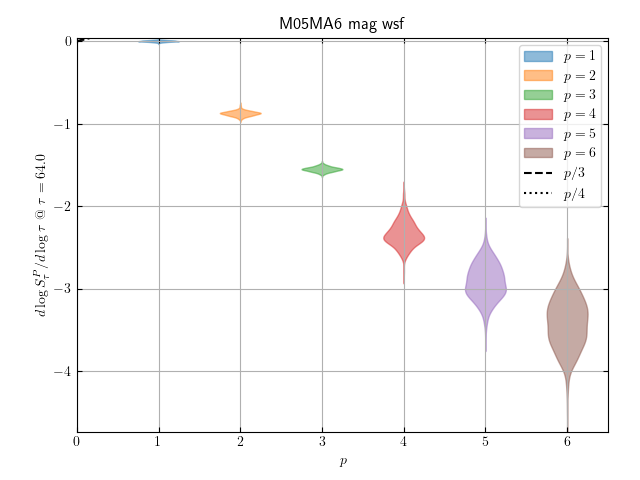 M05MA6 mag wsf
0
−1
−2
−3
−4
d log S_τ^P / d log τ @ τ = 64.0
0 1 2 3 4 5 6
p
p = 1
p = 2
p = 3
p = 4
p = 5
p = 6
p/3
p/4